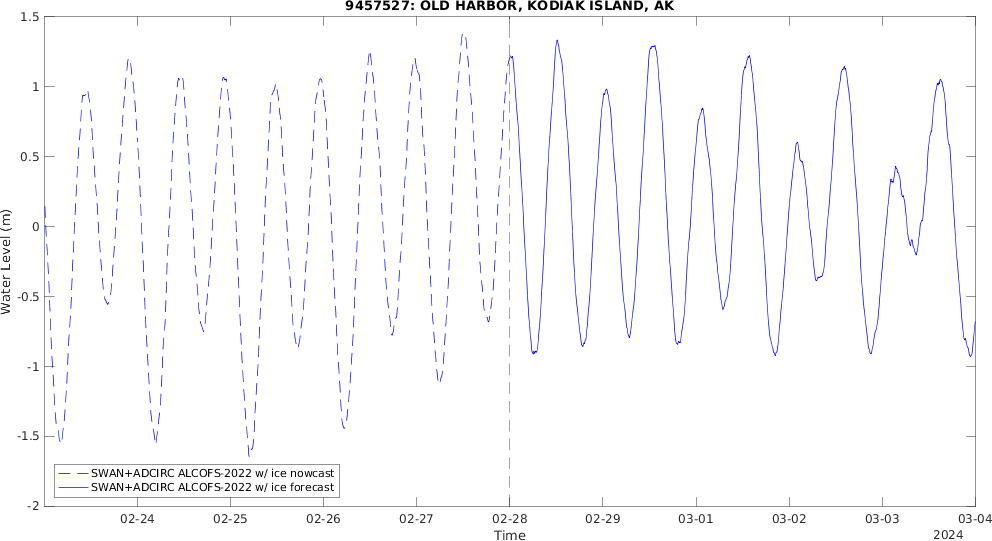 9457527: OLD HARBOR, KODIAK ISLAND, AK
1.5
1
0.5
0
-0.5
-1
-1.5
-2
Water Level (m)
SWAN+ADCIRC ALCOFS-2022 w/ ice nowcast
SWAN+ADCIRC ALCOFS-2022 w/ ice forecast
02-24 02-25 02-26 02-27 02-28 02-29 03-01 03-02 03-03 03-04
Time
2024